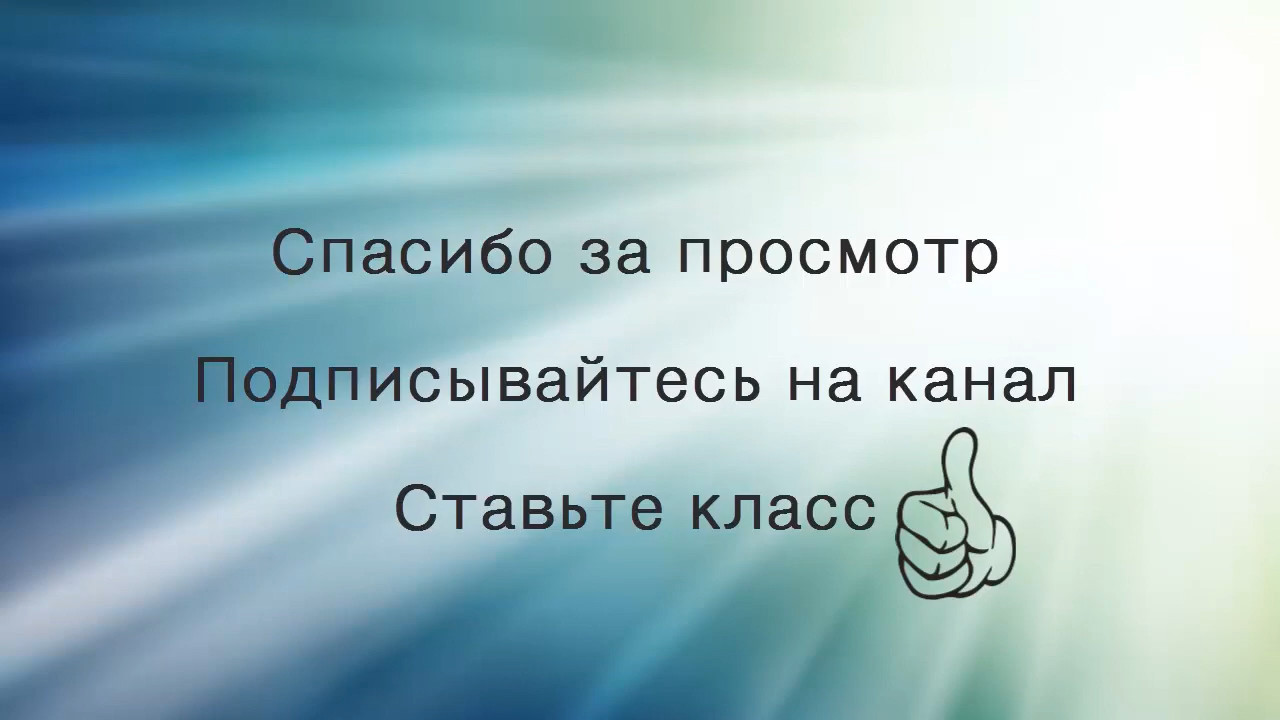 Спасибо за просмотр
Подписывайтесь на канал
Ставьте класс